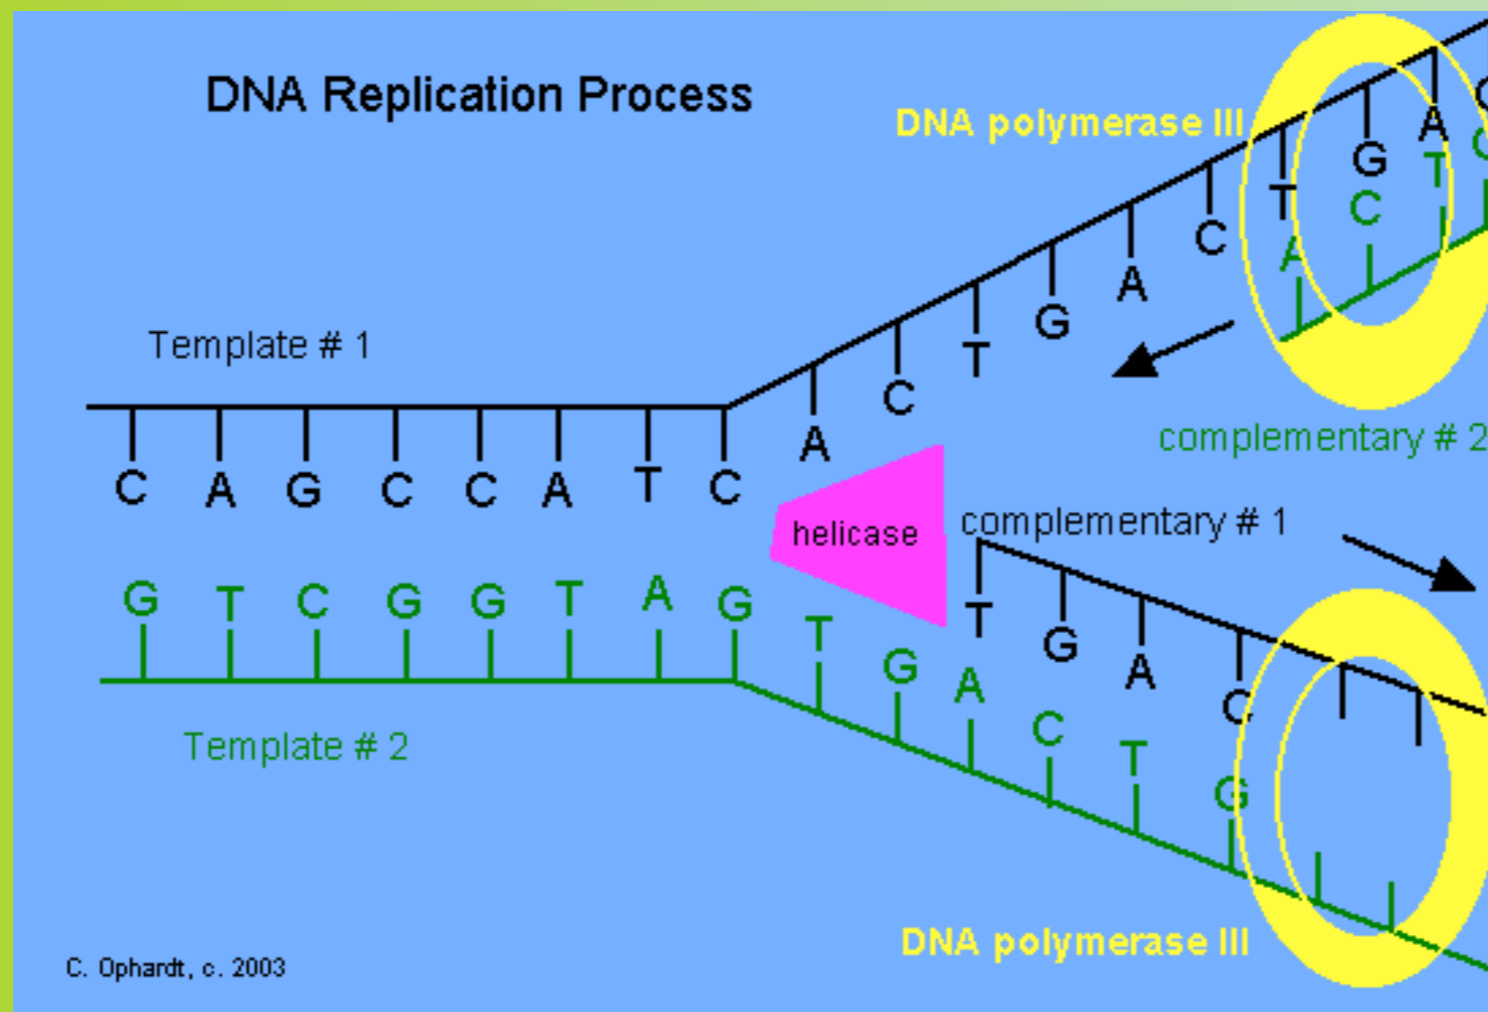 DNA Replication Process
DNA polymerase III
A
G
T
T
C
C
A
A
G
T
C
A
Template # 1
complementary # 2
C A G C C A T C
helicase
complementary # 1
G T C G G T A G
T G A C
T G A C T G
Template # 2
DNA polymerase III
C. Ophardt, c. 2003